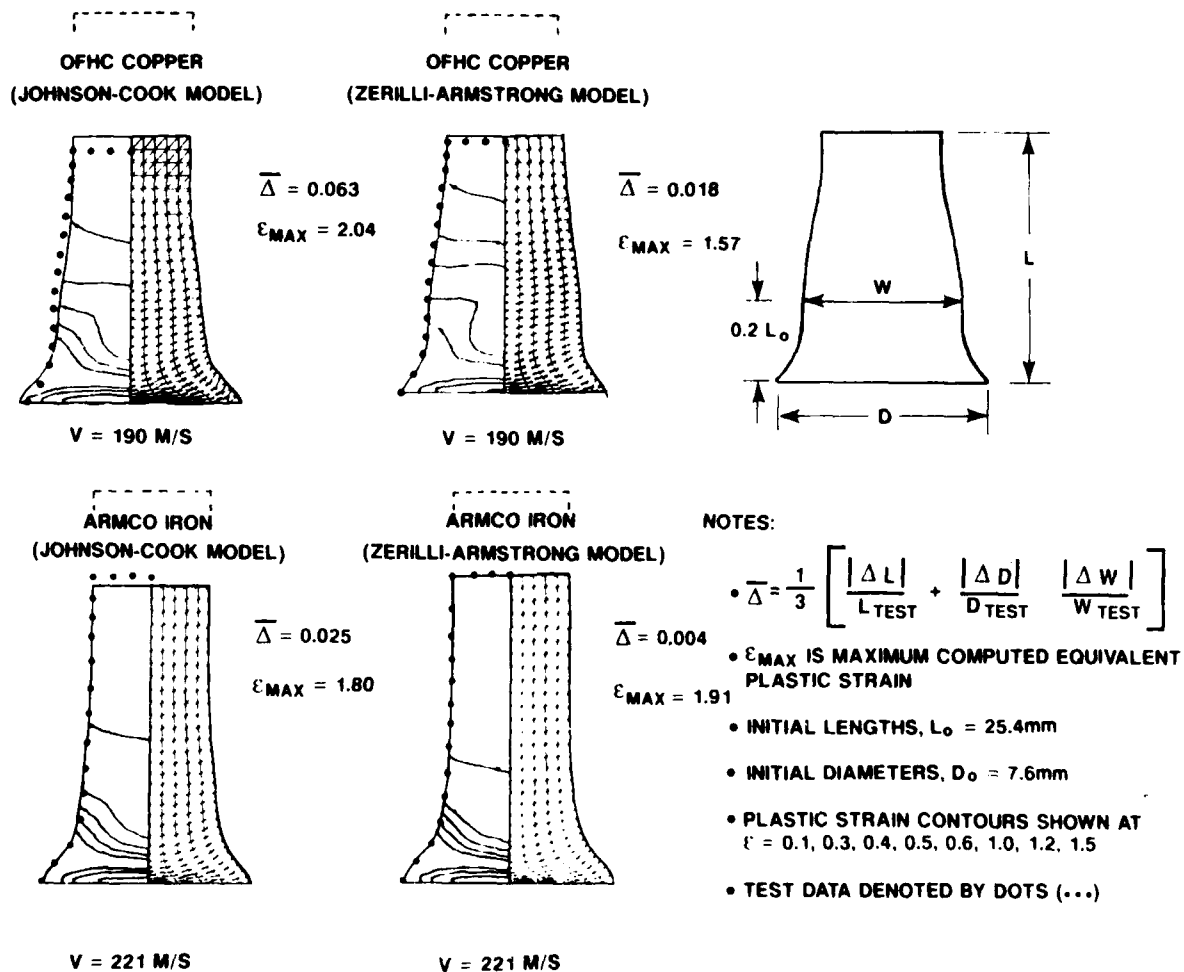 OFHC COPPER
(JOHNSON-COOK MODEL)
Δ̅ = 0.063
εMAX = 2.04
V = 190 M/S
OFHC COPPER
(ZERILLI-ARMSTRONG MODEL)
Δ̅ = 0.018
εMAX = 1.57
V = 190 M/S
L
W
0.2 Lo
D
ARMCO IRON
(JOHNSON-COOK MODEL)
Δ̅ = 0.025
εMAX = 1.80
V = 221 M/S
ARMCO IRON
(ZERILLI-ARMSTRONG MODEL)
Δ̅ = 0.004
εMAX = 1.91
V = 221 M/S
NOTES:
• Δ̅ = 1/3 [ |ΔL|/LTEST + |ΔD|/DTEST |ΔW|/WTEST ]
• εMAX IS MAXIMUM COMPUTED EQUIVALENT
PLASTIC STRAIN
• INITIAL LENGTHS, Lo = 25.4mm
• INITIAL DIAMETERS, Do = 7.6mm
• PLASTIC STRAIN CONTOURS SHOWN AT
ε = 0.1, 0.3, 0.4, 0.5, 0.6, 1.0, 1.2, 1.5
• TEST DATA DENOTED BY DOTS (•••)